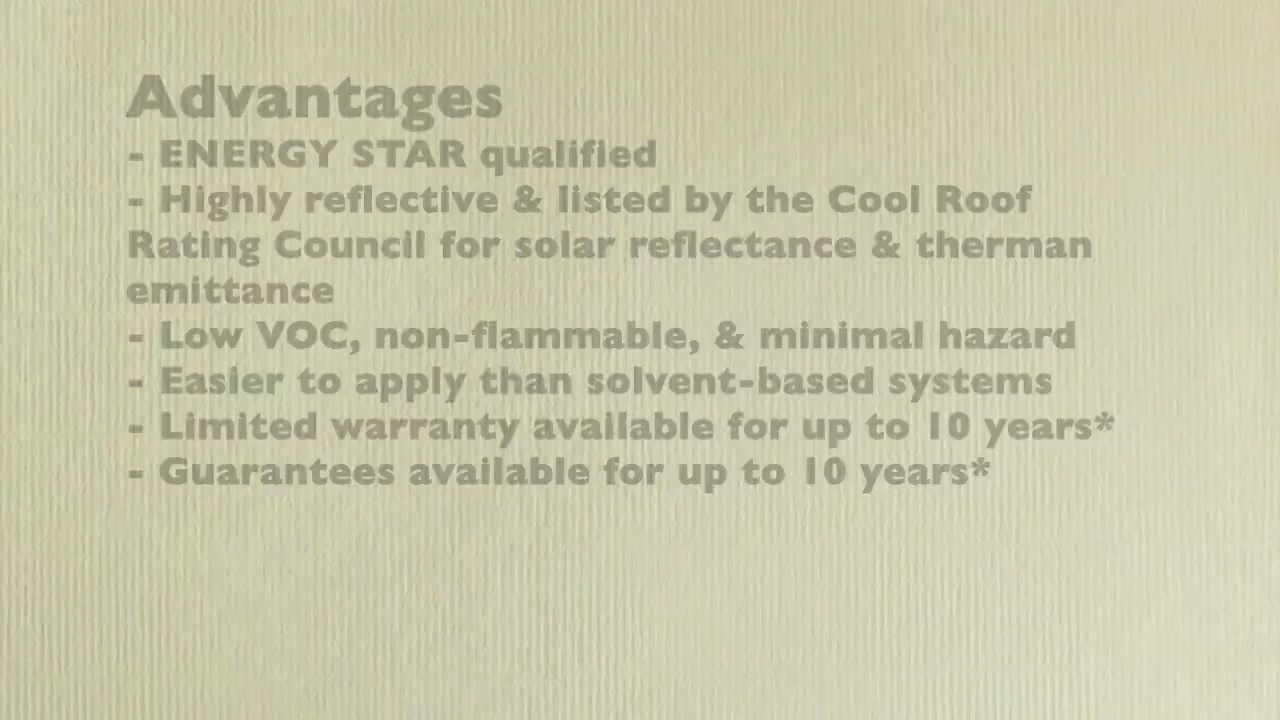 Advantages
- ENERGY STAR qualified
- Highly reflective & listed by the Cool Roof
Rating Council for solar reflectance & therman
emittance
- Low VOC, non-flammable, & minimal hazard
- Easier to apply than solvent-based systems
- Limited warranty available for up to 10 years*
- Guarantees available for up to 10 years*